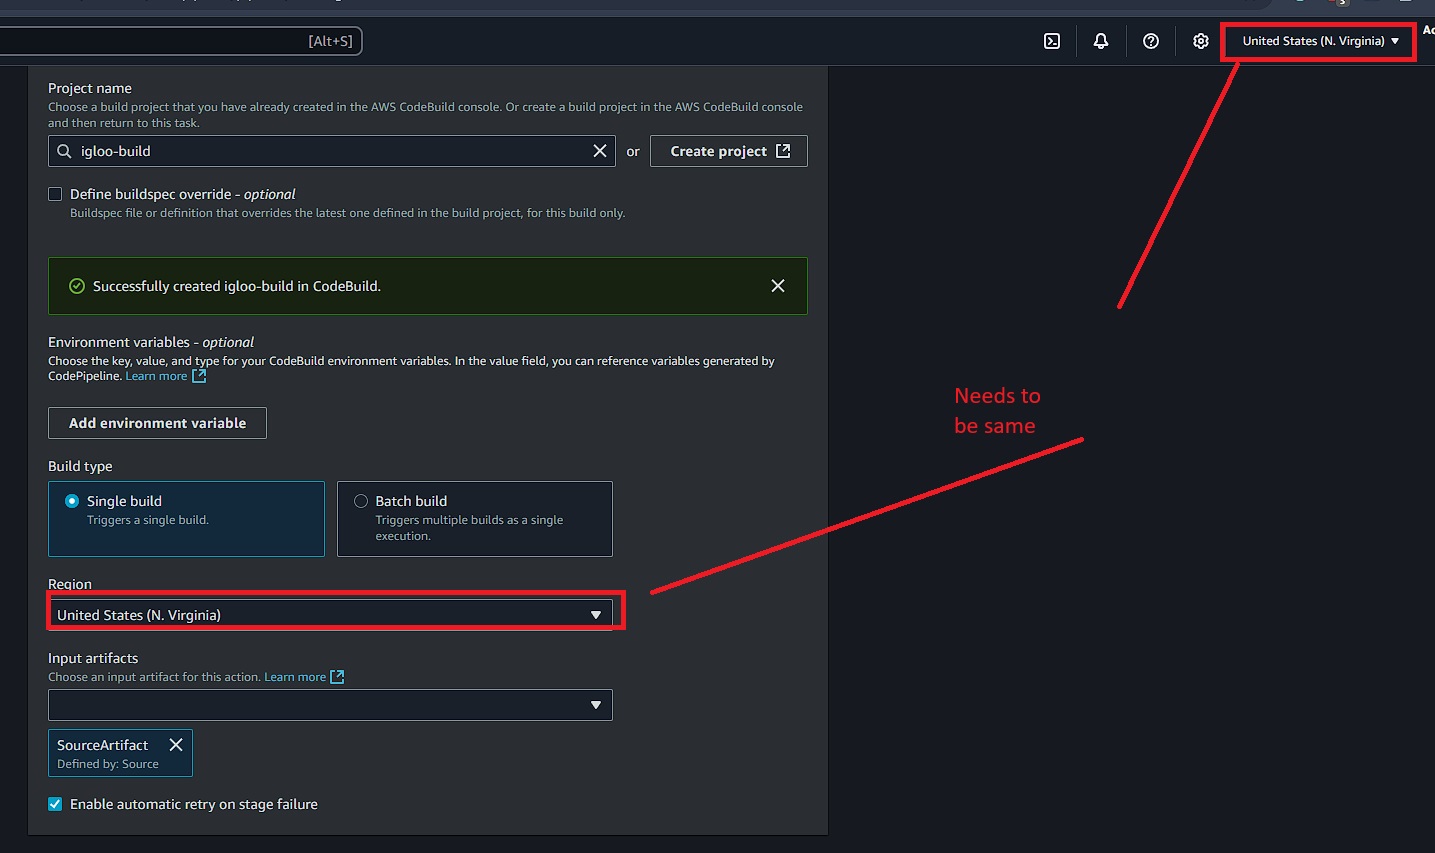 [Alt+S]
United States (N. Virginia)
Ac
Project name
Choose a build project that you have already created in the AWS CodeBuild console. Or create a build project in the AWS CodeBuild console
and then return to this task.
igloo-build
or
Create project
Define buildspec override - optional
Buildspec file or definition that overrides the latest one defined in the build project, for this build only.
Successfully created igloo-build in CodeBuild.
Environment variables - optional
Choose the key, value, and type for your CodeBuild environment variables. In the value field, you can reference variables generated by
CodePipeline. Learn more
Needs to
be same
Add environment variable
Build type
Single build
Triggers a single build.
Batch build
Triggers multiple builds as a single
execution.
Region
United States (N. Virginia)
Input artifacts
Choose an input artifact for this action. Learn more
SourceArtifact
Defined by: Source
Enable automatic retry on stage failure